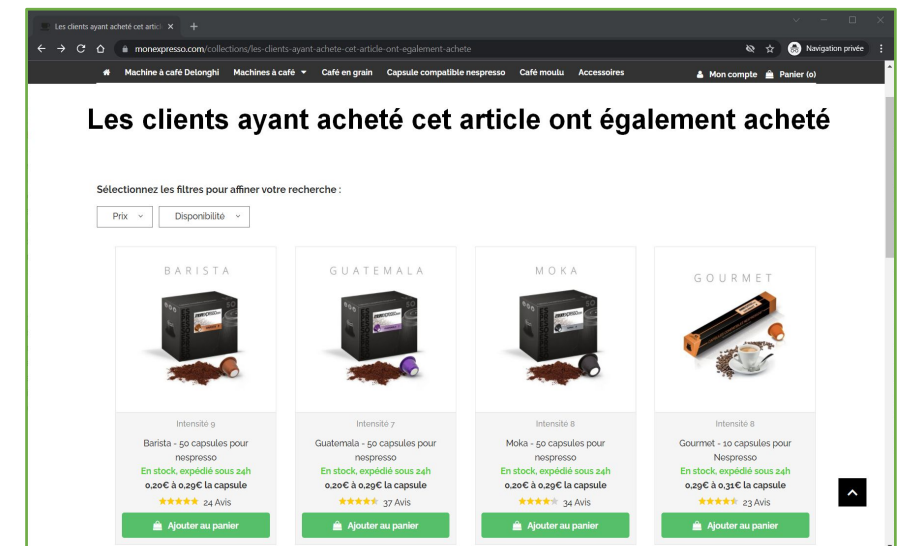 Les clients ayant acheté cet artic
monexpresso.com/collections/les-clients-ayant-achete-cet-article-ont-egalement-achete
Navigation privée
Machine à café Delonghi Machines à café Café en grain Capsule compatible nespresso Café moulu Accessoires Mon compte Panier (0)
Les clients ayant acheté cet article ont également acheté
Sélectionnez les filtres pour affiner votre recherche :
Prix Disponibilité
BARISTA GUATEMALA MOKA GOURMET
Intensité 9 Intensité 7 Intensité 8 Intensité 8
Barista - 50 capsules pour Guatemala - 50 capsules pour Moka - 50 capsules pour Gourmet - 10 capsules pour
nespresso nespresso nespresso Nespresso
En stock, expédié sous 24h En stock, expédié sous 24h En stock, expédié sous 24h En stock, expédié sous 24h
0,20€ à 0,29€ la capsule 0,20€ à 0,29€ la capsule 0,20€ à 0,29€ la capsule 0,29€ à 0,31€ la capsule
24 Avis 37 Avis 34 Avis 23 Avis
Ajouter au panier Ajouter au panier Ajouter au panier Ajouter au panier